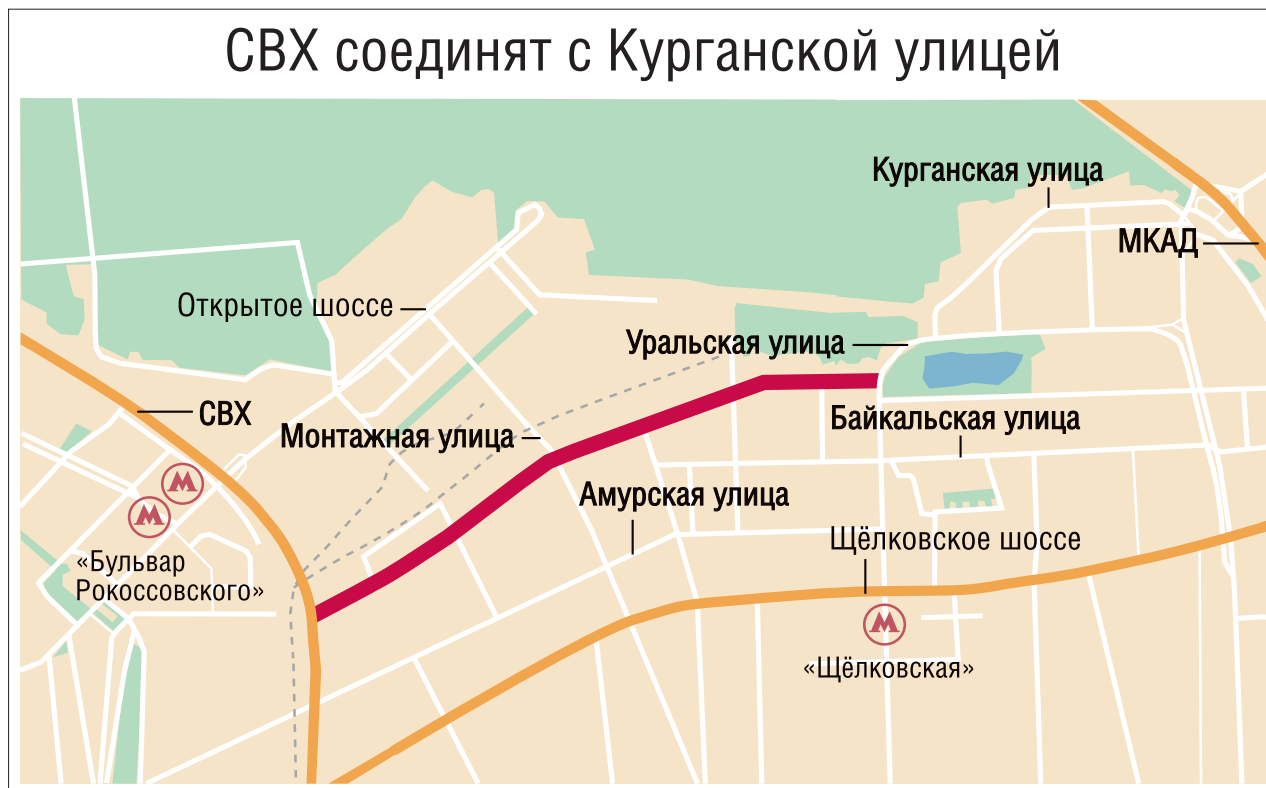 СВХ соединят с Курганской улицей
Курганская улица
МКАД
Открытое шоссе
Уральская улица
СВХ
Монтажная улица
Байкальская улица
Амурская улица
Щёлковское шоссе
«Бульвар
Рокоссовского»
«Щёлковская»